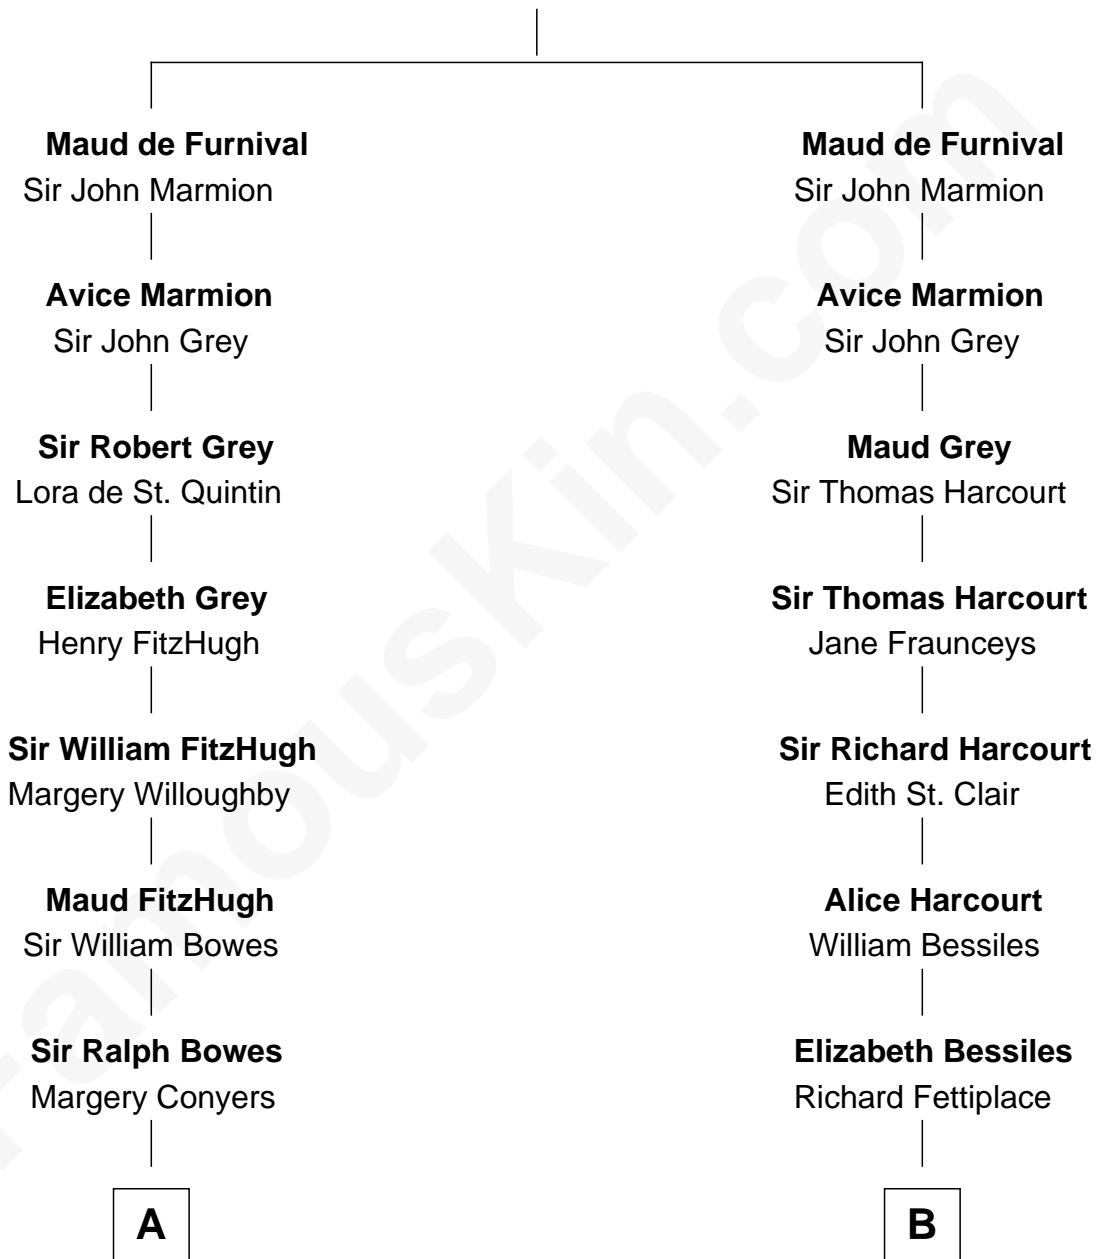 Maud de Furnival
Sir John Marmion
Avice Marmion
Sir John Grey
Sir Robert Grey
Lora de St. Quintin
Elizabeth Grey
Henry FitzHugh
Sir William FitzHugh
Margery Willoughby
Maud FitzHugh
Sir William Bowes
Sir Ralph Bowes
Margery Conyers
A
Maud de Furnival
Sir John Marmion
Avice Marmion
Sir John Grey
Maud Grey
Sir Thomas Harcourt
Sir Thomas Harcourt
Jane Fraunceys
Sir Richard Harcourt
Edith St. Clair
Alice Harcourt
William Bessiles
Elizabeth Bessiles
Richard Fettiplace
B
FamousKin.com